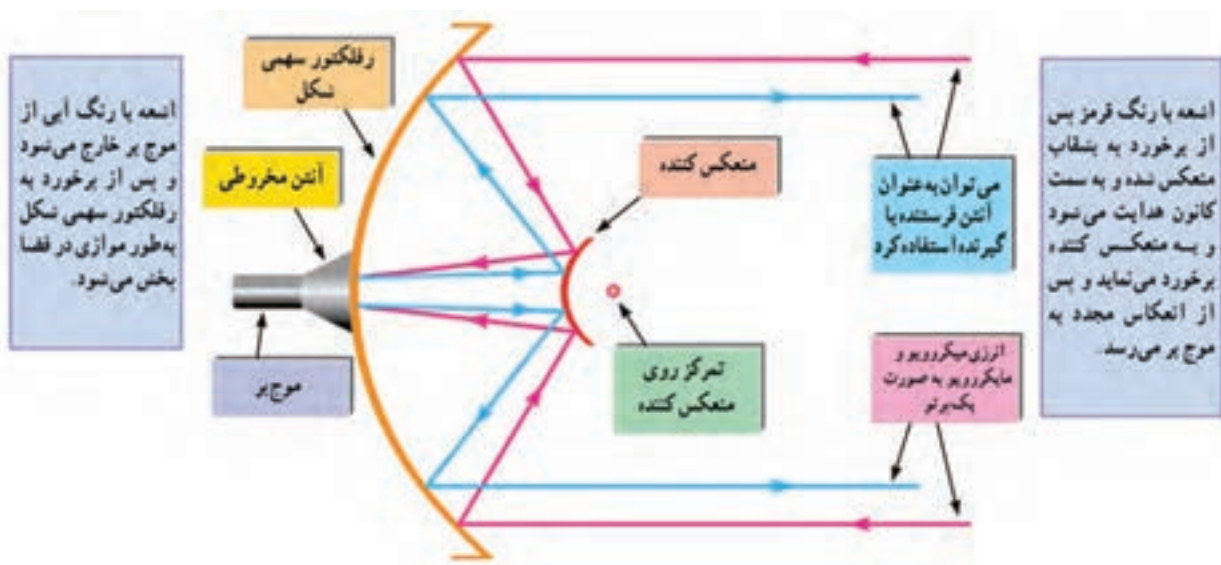 اشعه با رنگ قرمز پس
از برخورد به بشقاب
منعکس شده و به سمت
کانون هدایت می‌شود
و به منعکس کننده
برخورد می‌نماید و پس
از انعکاس مجدد به
موج بر می‌رسد.
می‌توان به عنوان
آنتن فرستنده یا
گیرنده استفاده کرد
انرژی میکروویو و
مایکروویو به صورت
یک پرتو
منعکس کننده
تمرکز روی
منعکس کننده
رفلکتور سهمی
شکل
آنتن مخروطی
موج‌بر
اشعه با رنگ آبی از
موج بر خارج می‌شود
و پس از برخورد به
رفلکتور سهمی شکل
به‌طور موازی در فضا
پخش می‌شود.